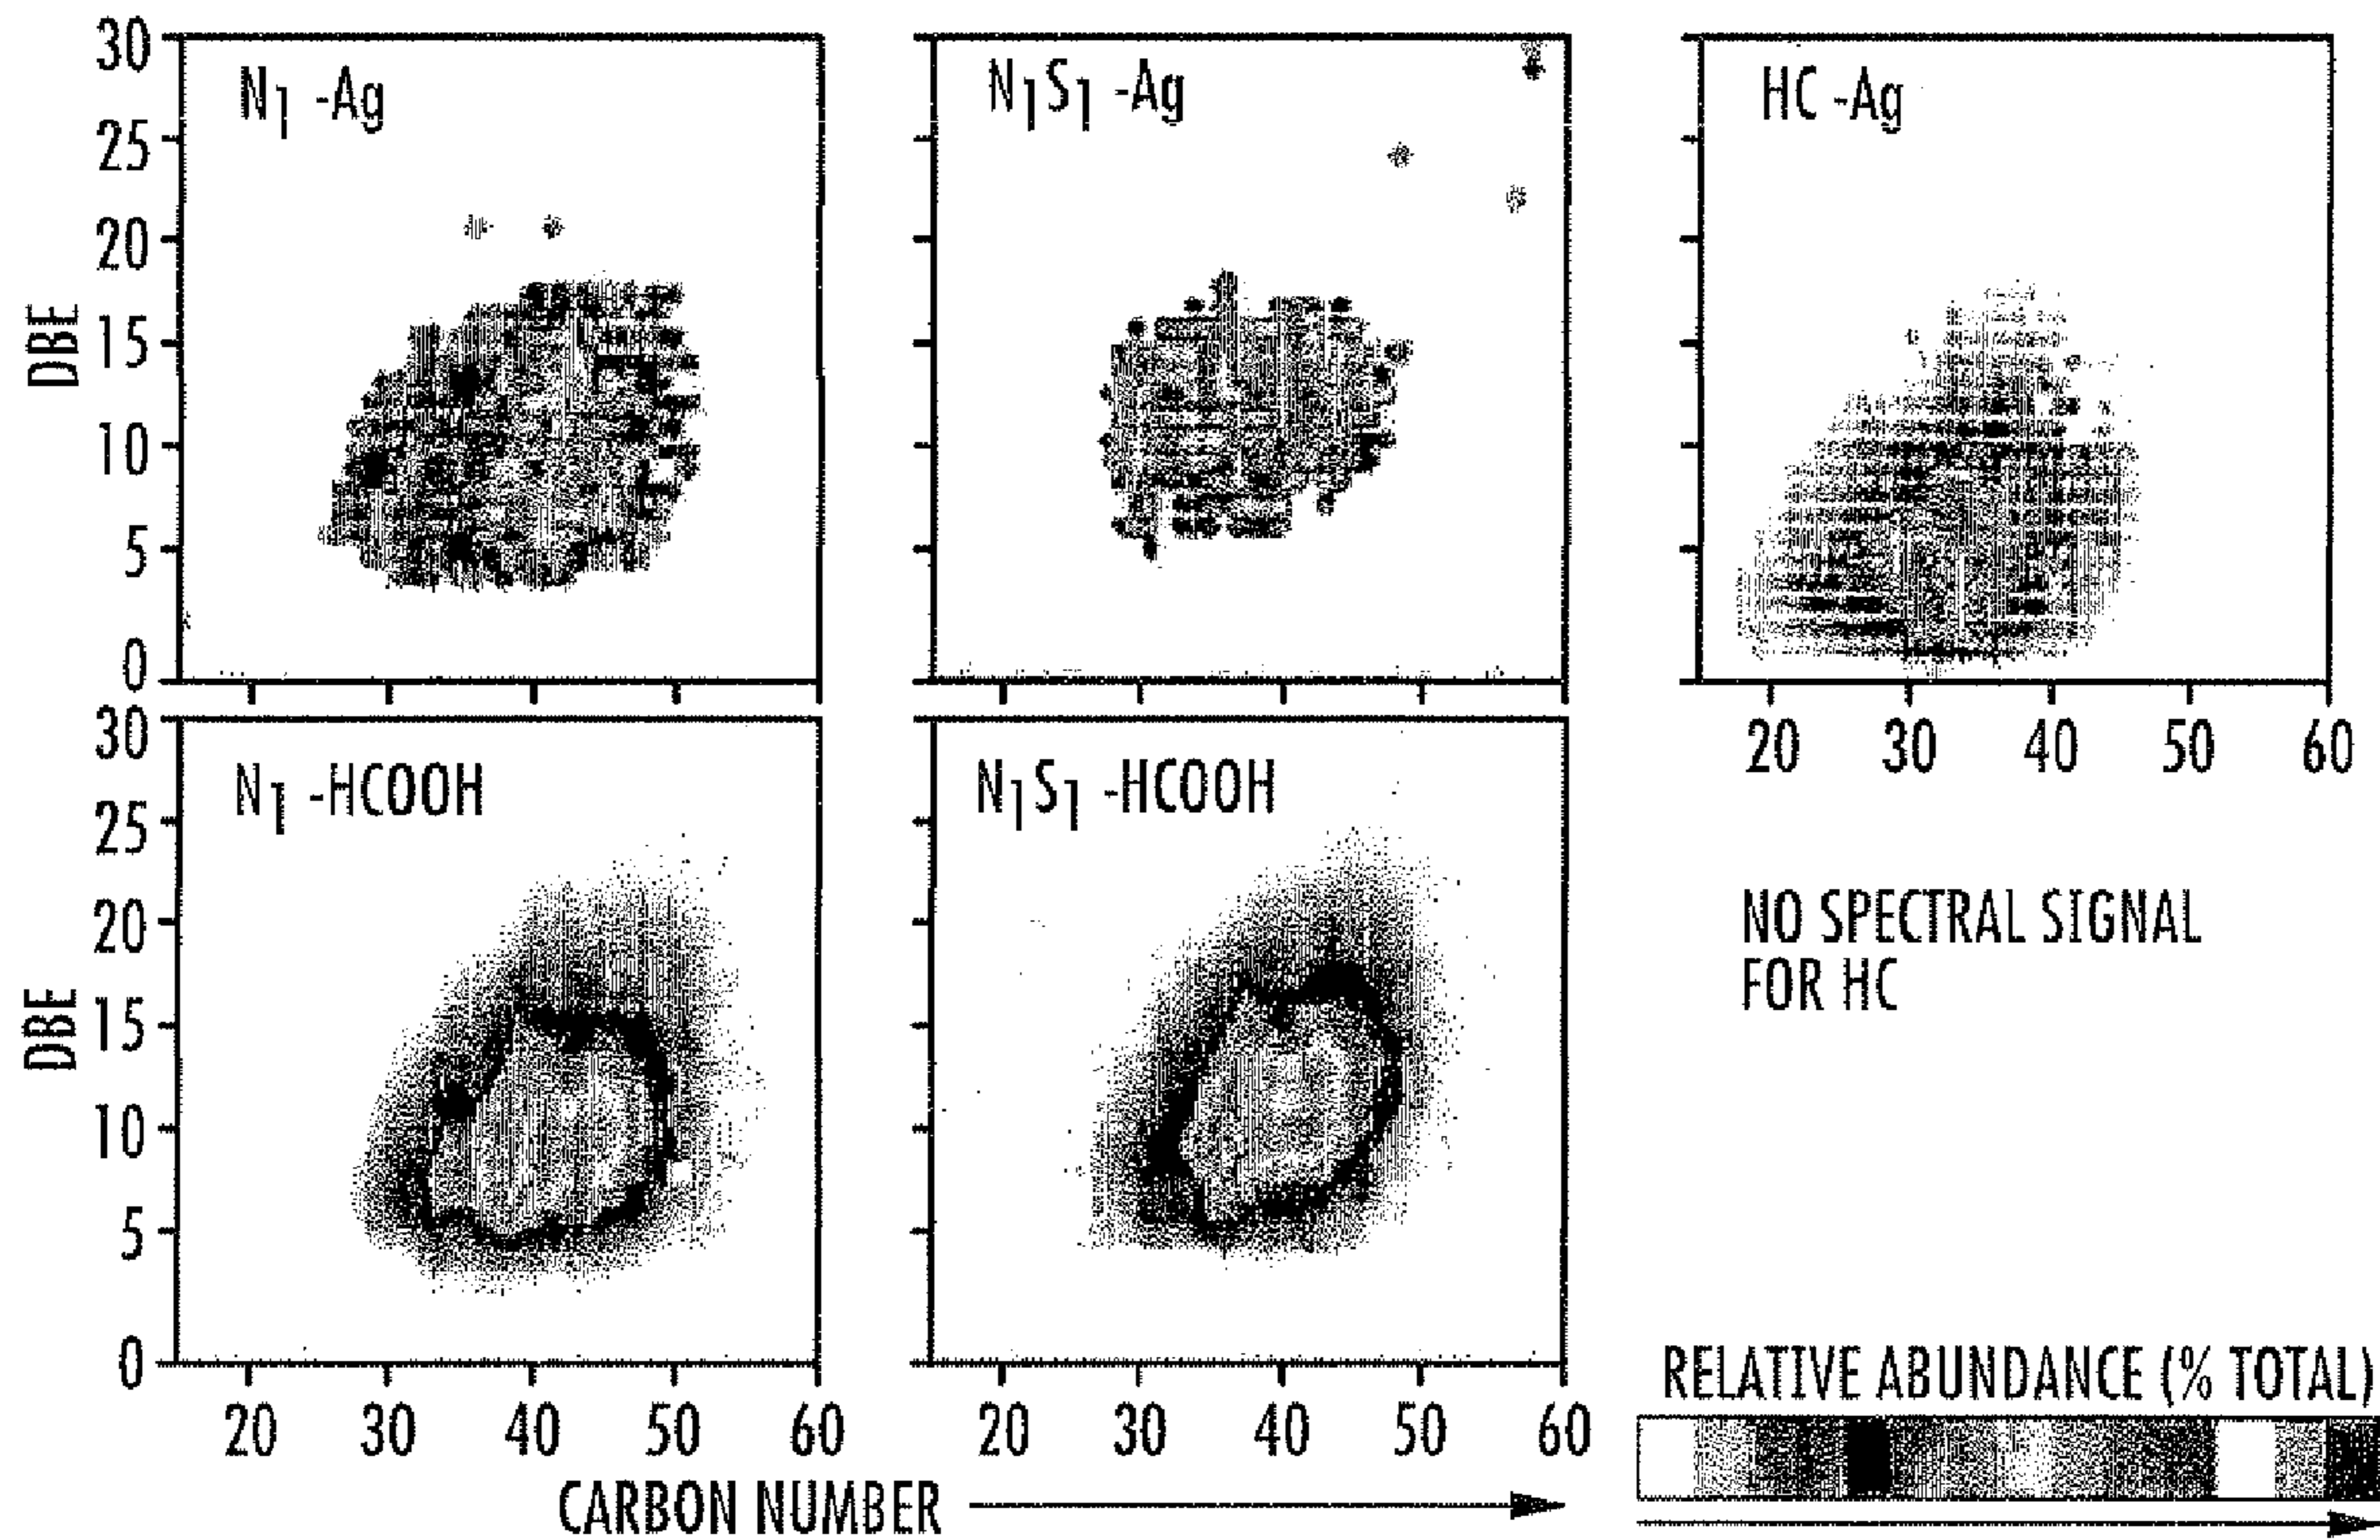 N1 -Ag
N1S1 -Ag
HC -Ag
DBE
30
25
20
15
10
5
0
20 30 40 50 60
N1 -HCOOH
N1S1 -HCOOH
NO SPECTRAL SIGNAL
FOR HC
DBE
30
25
20
15
10
5
0
20 30 40 50 60
20 30 40 50 60
CARBON NUMBER
RELATIVE ABUNDANCE (% TOTAL)